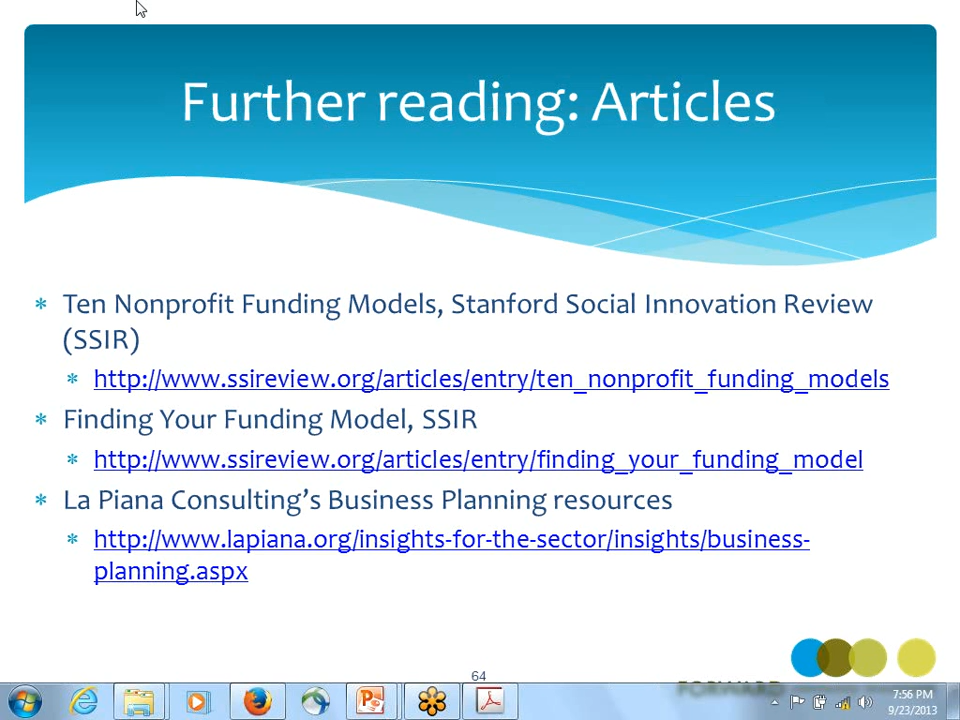 Further reading: Articles
* Ten Nonprofit Funding Models, Stanford Social Innovation Review
(SSIR)
* http://www.ssireview.org/articles/entry/ten_nonprofit_funding_models
* Finding Your Funding Model, SSIR
* http://www.ssireview.org/articles/entry/finding_your_funding_model
* La Piana Consulting’s Business Planning resources
* http://www.lapiana.org/insights-for-the-sector/insights/business-
planning.aspx
64
FORWARD
7:56 PM
9/23/2013